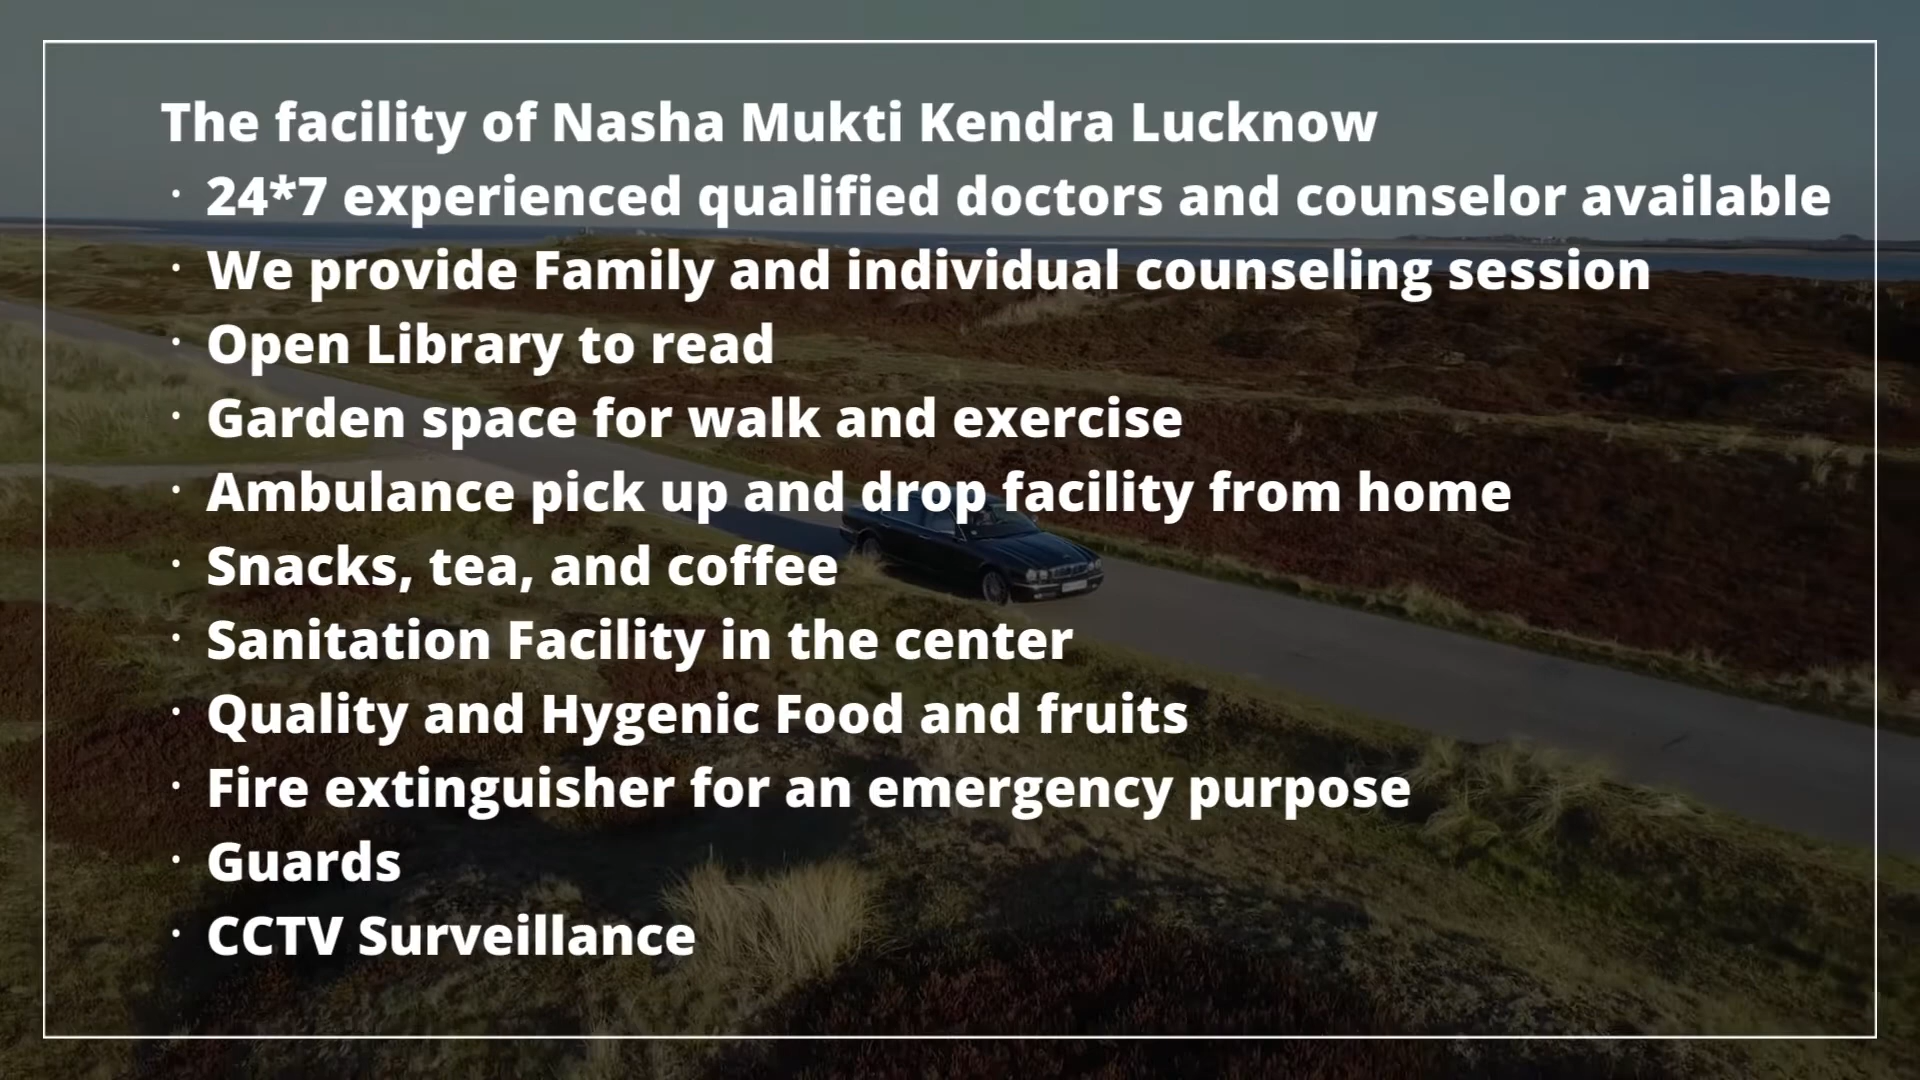 The facility of Nasha Mukti Kendra Lucknow
· 24*7 experienced qualified doctors and counselor available
· We provide Family and individual counseling session
· Open Library to read
· Garden space for walk and exercise
· Ambulance pick up and drop facility from home
· Snacks, tea, and coffee
· Sanitation Facility in the center
· Quality and Hygenic Food and fruits
· Fire extinguisher for an emergency purpose
· Guards
· CCTV Surveillance